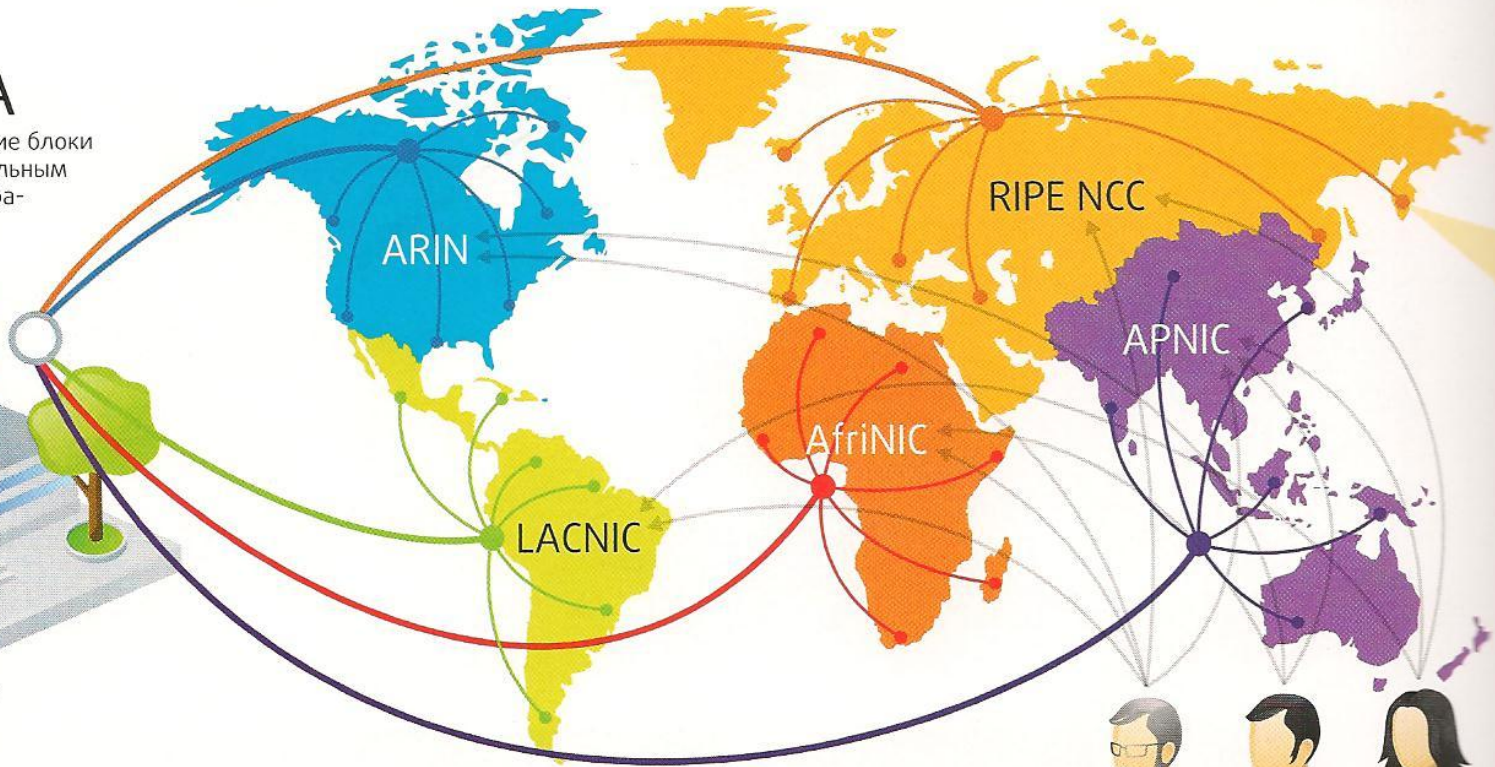 А
ие блоки
льным
ра-
RIPE NCC
ARIN
APNIC
AfriNIC
LACNIC